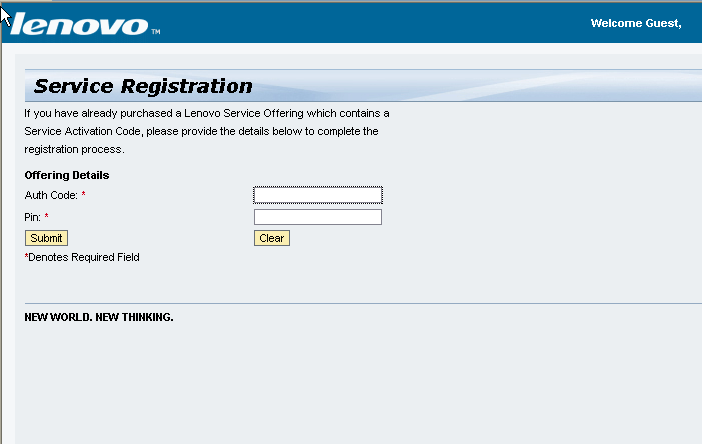 lenovo™
Welcome Guest,
Service Registration
If you have already purchased a Lenovo Service Offering which contains a
Service Activation Code, please provide the details below to complete the
registration process.
Offering Details
Auth Code: *
Pin: *
Submit Clear
*Denotes Required Field
NEW WORLD. NEW THINKING.